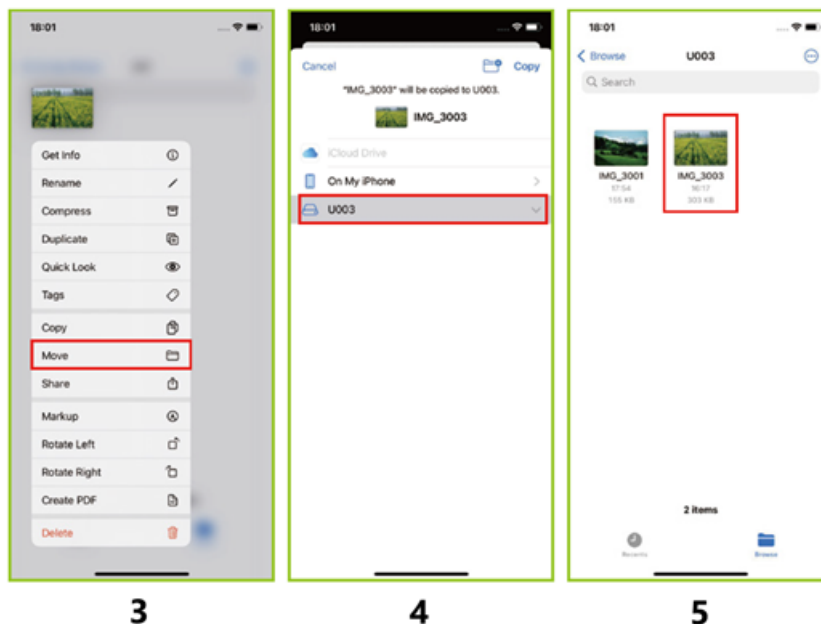 18:01
Get Info
Rename
Compress
Duplicate
Quick Look
Tags
Copy
Move
Share
Markup
Rotate Left
Rotate Right
Create PDF
Delete
3
18:01
Cancel
Copy
"IMG_3003" will be copied to U003.
IMG_3003
iCloud Drive
On My iPhone
U003
4
18:01
Browse U003
Search
IMG_3001 IMG_3003
17:54 16:17
155 KB 303 KB
2 items
Recents Browse
5